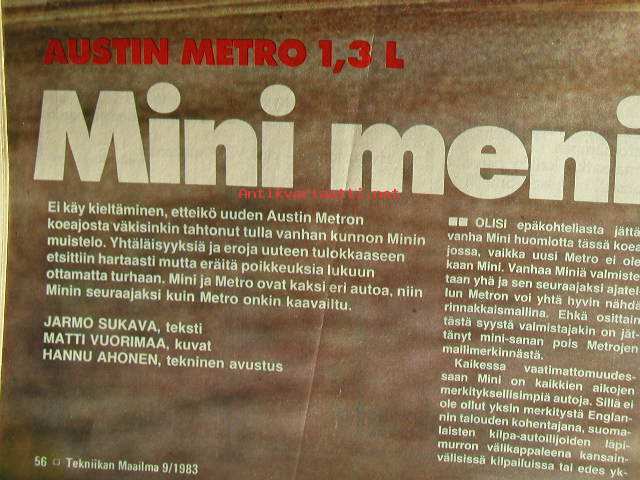 AUSTIN METRO 1,3 L
Mini meni
Antikvariaatti.net
Ei käy kieltäminen, etteikö uuden Austin Metron
koeajosta väkisinkin tahtonut tulla vanhan kunnon Minin
muistelo. Yhtäläisyyksiä ja eroja uuteen tulokkaaseen
etsittiin hartaasti mutta eräitä poikkeuksia lukuun
ottamatta turhaan. Mini ja Metro ovat kaksi eri autoa, niin
Minin seuraajaksi kuin Metro onkin kaavailtu.
JARMO SUKAVA, teksti
MATTI VUORIMAA, kuvat
HANNU AHONEN, tekninen avustus
OLISI epäkohteliasta jättä
vanha Mini huomiotta tässä koea
jossa, vaikka uusi Metro ei ole
kaan Mini. Vanhaa Miniä valmiste
taan yhä ja sen seuraajaksi ajatel-
lun Metron voi yhtä hyvin nähdä
rinnakkaismallina. Ehkä osittain
tästä syystä valmistajakin on jät-
tänyt mini-sanan pois Metrojen
mallimerkinnästä.
Kaikessa vaatimattomuudes-
saan Mini on kaikkien aikojen
merkityksellisimpiä autoja. Sillä ei
ole ollut yksin merkitystä Englan-
nin talouden kohentajana, suoma-
laisten kilpa-autoilijoiden läpi-
murron välikappaleena kansain-
välisissä kilpailuissa tai edes yk-
56 □ Tekniikan Maailma 9/1983